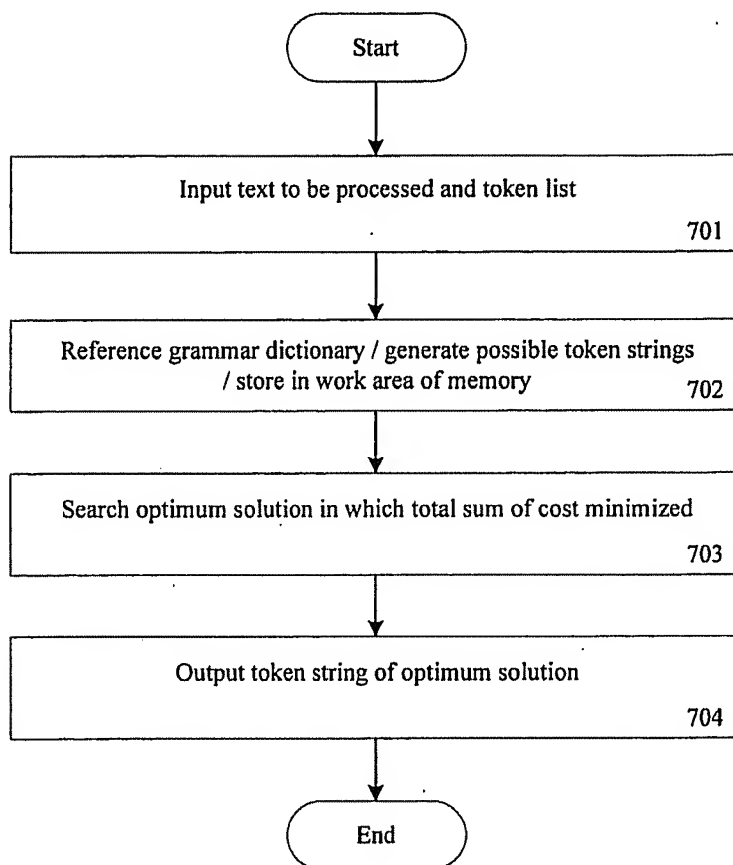 Start
Input text to be processed and token list
701
Reference grammar dictionary / generate possible token strings
/ store in work area of memory
702
Search optimum solution in which total sum of cost minimized
703
Output token string of optimum solution
704
End